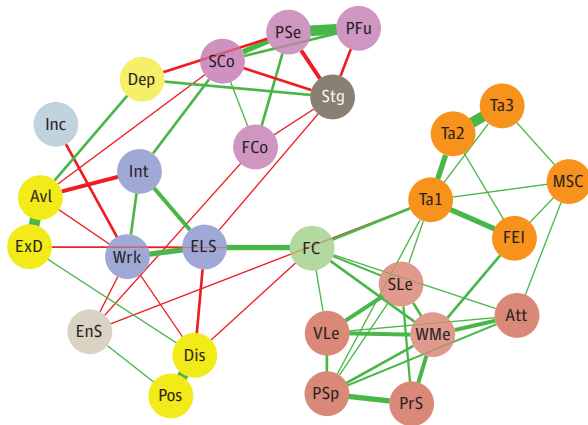 PFu
PSe
SCo
Dep
Stg
Ta3
Inc
Ta2
FCo
Int
MSC
Avl
Ta1
ExD
Wrk
ELS
FC
FEI
SLe
Att
EnS
VLe
WMe
Dis
Pos
PSp
PrS